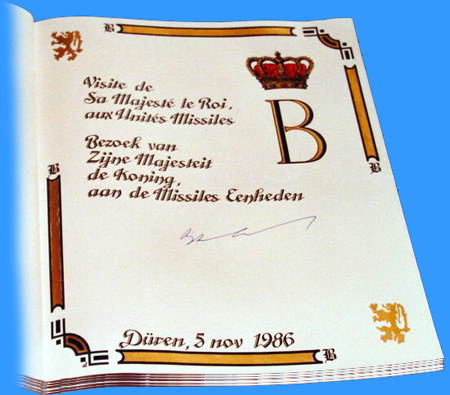 Visite de
Sa Majesté le Roi,
aux Unités Missiles
B
Bezoek van
Zijne Majesteit
de Koning,
aan de Missiles Eenheden
B
B
Düren, 5 nov 1986
B